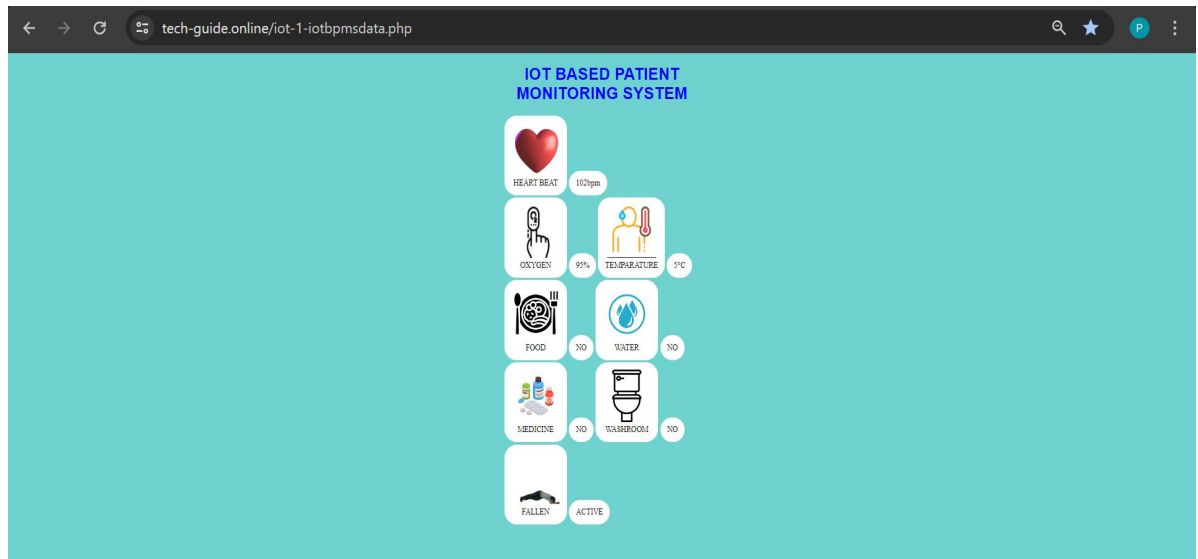 tech-guide.online/iot-1-iotbpmsdata.php
P
IOT BASED PATIENT
MONITORING SYSTEM
HEART BEAT 102bpm
OXYGEN 95% TEMPARATURE 5°C
FOOD NO WATER NO
MEDICINE NO WASHROOM NO
FALLEN ACTIVE